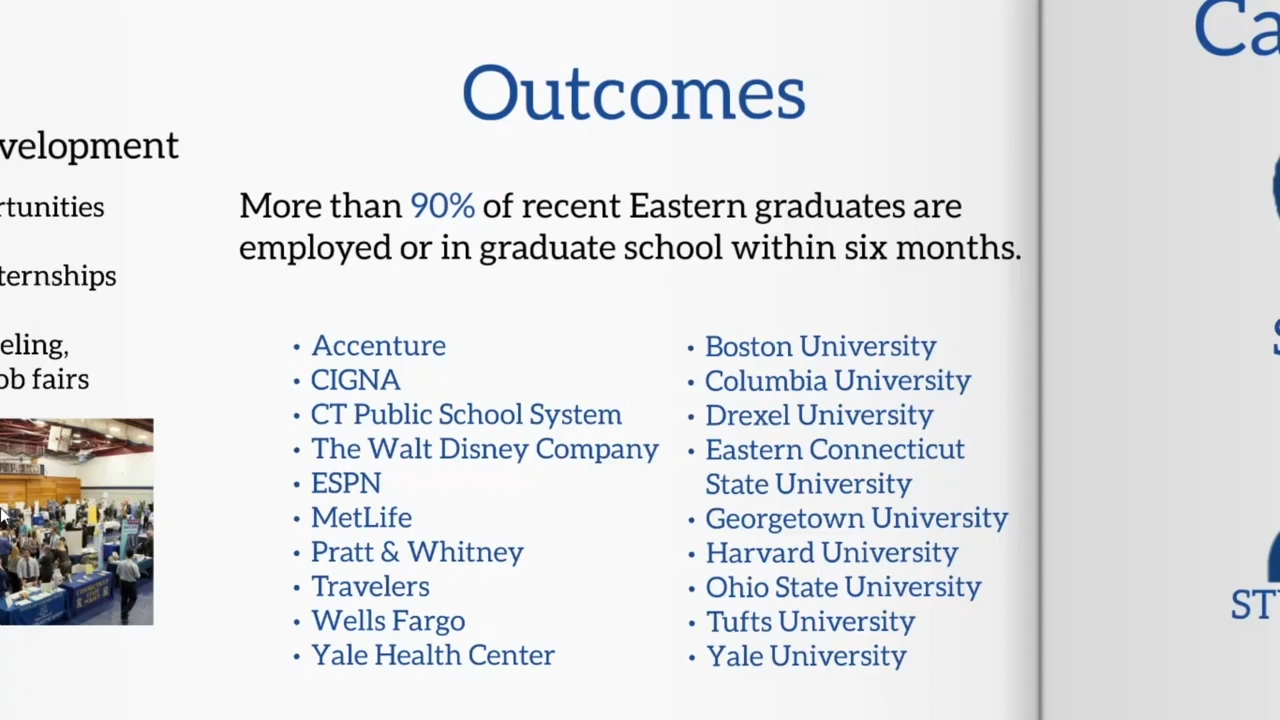 Outcomes
More than 90% of recent Eastern graduates are
employed or in graduate school within six months.
• Accenture
• CIGNA
• CT Public School System
• The Walt Disney Company
• ESPN
• MetLife
• Pratt & Whitney
• Travelers
• Wells Fargo
• Yale Health Center
• Boston University
• Columbia University
• Drexel University
• Eastern Connecticut
State University
• Georgetown University
• Harvard University
• Ohio State University
• Tufts University
• Yale University
velopment
rtunities
ternships
eling,
ob fairs
Ca
ST